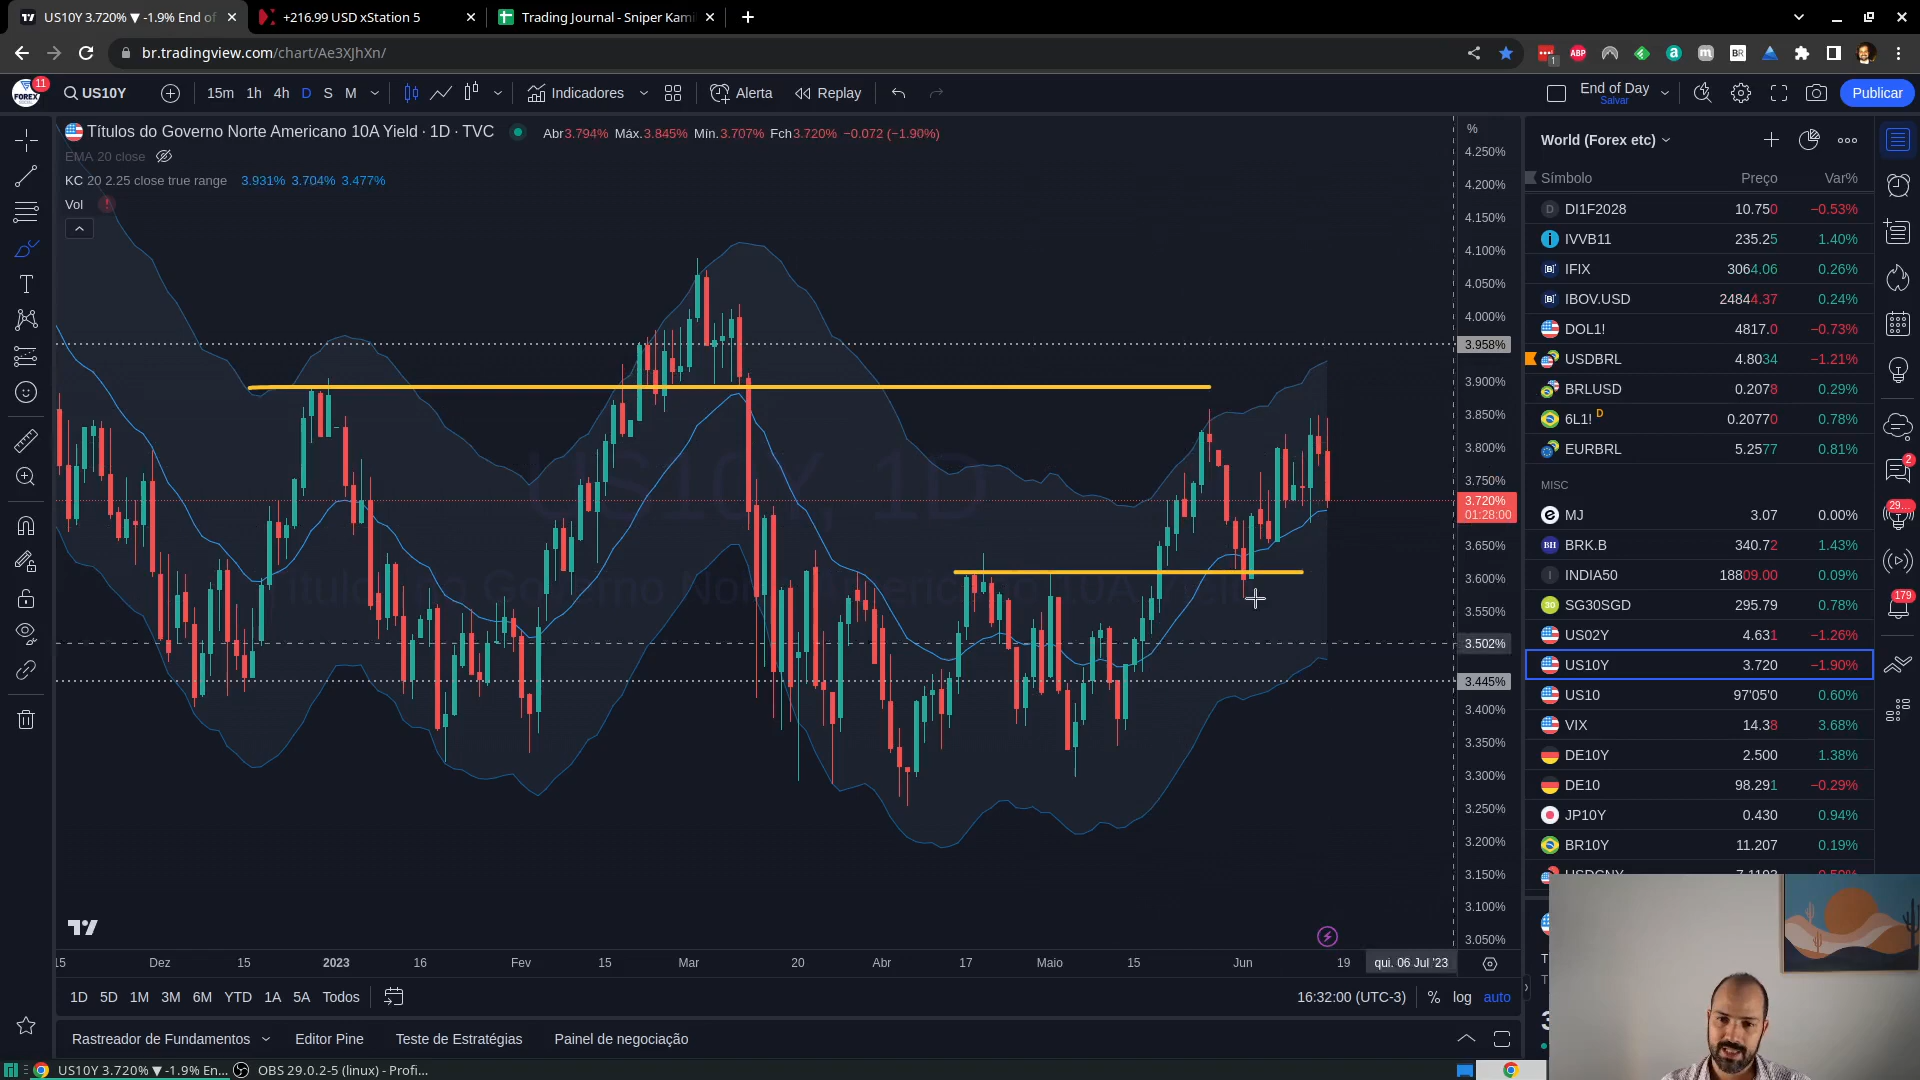 US10Y 3.720% ▼ -1.9% End of
+216.99 USD xStation 5
Trading Journal - Sniper Kami
br.tradingview.com/chart/Ae3XJhXn/
11
FOREX
US10Y
15m 1h 4h D S M
Indicadores
Alerta
Replay
End of Day
Salvar
Publicar
Títulos do Governo Norte Americano 10A Yield · 1D · TVC
Abr3.794% Máx.3.845% Mín.3.707% Fch3.720% −0.072 (−1.90%)
EMA 20 close
KC 20 2.25 close true range 3.931% 3.704% 3.477%
Vol
US10Y, 1D
Títulos do Governo Norte Americano 10A Yield
%
4.250%
4.200%
4.150%
4.100%
4.050%
4.000%
3.958%
3.900%
3.850%
3.800%
3.750%
3.720%
01:28:00
3.650%
3.600%
3.550%
3.502%
3.445%
3.400%
3.350%
3.300%
3.250%
3.200%
3.150%
3.100%
3.050%
15 Dez 15 2023 16 Fev 15 Mar 20 Abr 17 Maio 15 Jun 19 qui. 06 Jul '23
1D 5D 1M 3M 6M YTD 1A 5A Todos
16:32:00 (UTC-3) % log auto
Rastreador de Fundamentos Editor Pine Teste de Estratégias Painel de negociação
World (Forex etc)
Símbolo Preço Var%
DI1F2028 10.750 −0.53%
IVVB11 235.25 1.40%
IFIX 3064.06 0.26%
IBOV.USD 24844.37 0.24%
DOL1! 4817.0 −0.73%
USDBRL 4.8034 −1.21%
BRLUSD 0.2078 0.29%
6L1! D 0.20770 0.78%
EURBRL 5.2577 0.81%
MISC
MJ 3.07 0.00%
BRK.B 340.72 1.43%
INDIA50 18809.00 0.09%
SG30SGD 295.79 0.78%
US02Y 4.631 −1.26%
US10Y 3.720 −1.90%
US10 97'05'0 0.60%
VIX 14.38 3.68%
DE10Y 2.500 1.38%
DE10 98.291 −0.29%
JP10Y 0.430 0.94%
BR10Y 11.207 0.19%
2
29...
179
US10Y 3.720% ▼ -1.9% En...
OBS 29.0.2-5 (linux) - Profi...